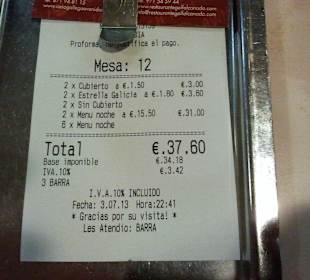 Proforma
el pago.
Mesa: 12
2 x Cubierto a €.1.50 €.3.00
2 x Estrella Galicia a €.1.80 €.3.60
2 x Sin Cubierto
2 x Menu noche a €.15.50 €.31.00
6 x Menu noche
Total €.37.60
Base imponible €.34.18
IVA.10% €.3.42
3 BARRA
I.V.A.10% INCLUIDO
Fecha: 3.07.13 Hora:22:41
* Gracias por su visita! *
Les Atendio: BARRA